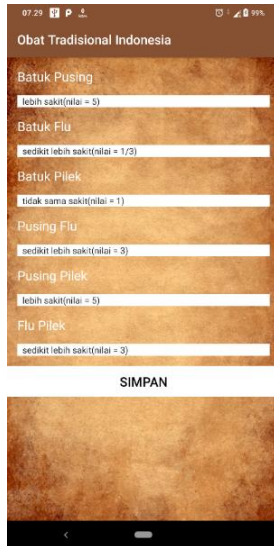 07.29
99%
Obat Tradisional Indonesia
Batuk Pusing
lebih sakit(nilai = 5)
Batuk Flu
sedikit lebih sakit(nilai = 1/3)
Batuk Pilek
tidak sama sakit(nilai = 1)
Pusing Flu
sedikit lebih sakit(nilai = 3)
Pusing Pilek
lebih sakit(nilai = 5)
Flu Pilek
sedikit lebih sakit(nilai = 3)
SIMPAN